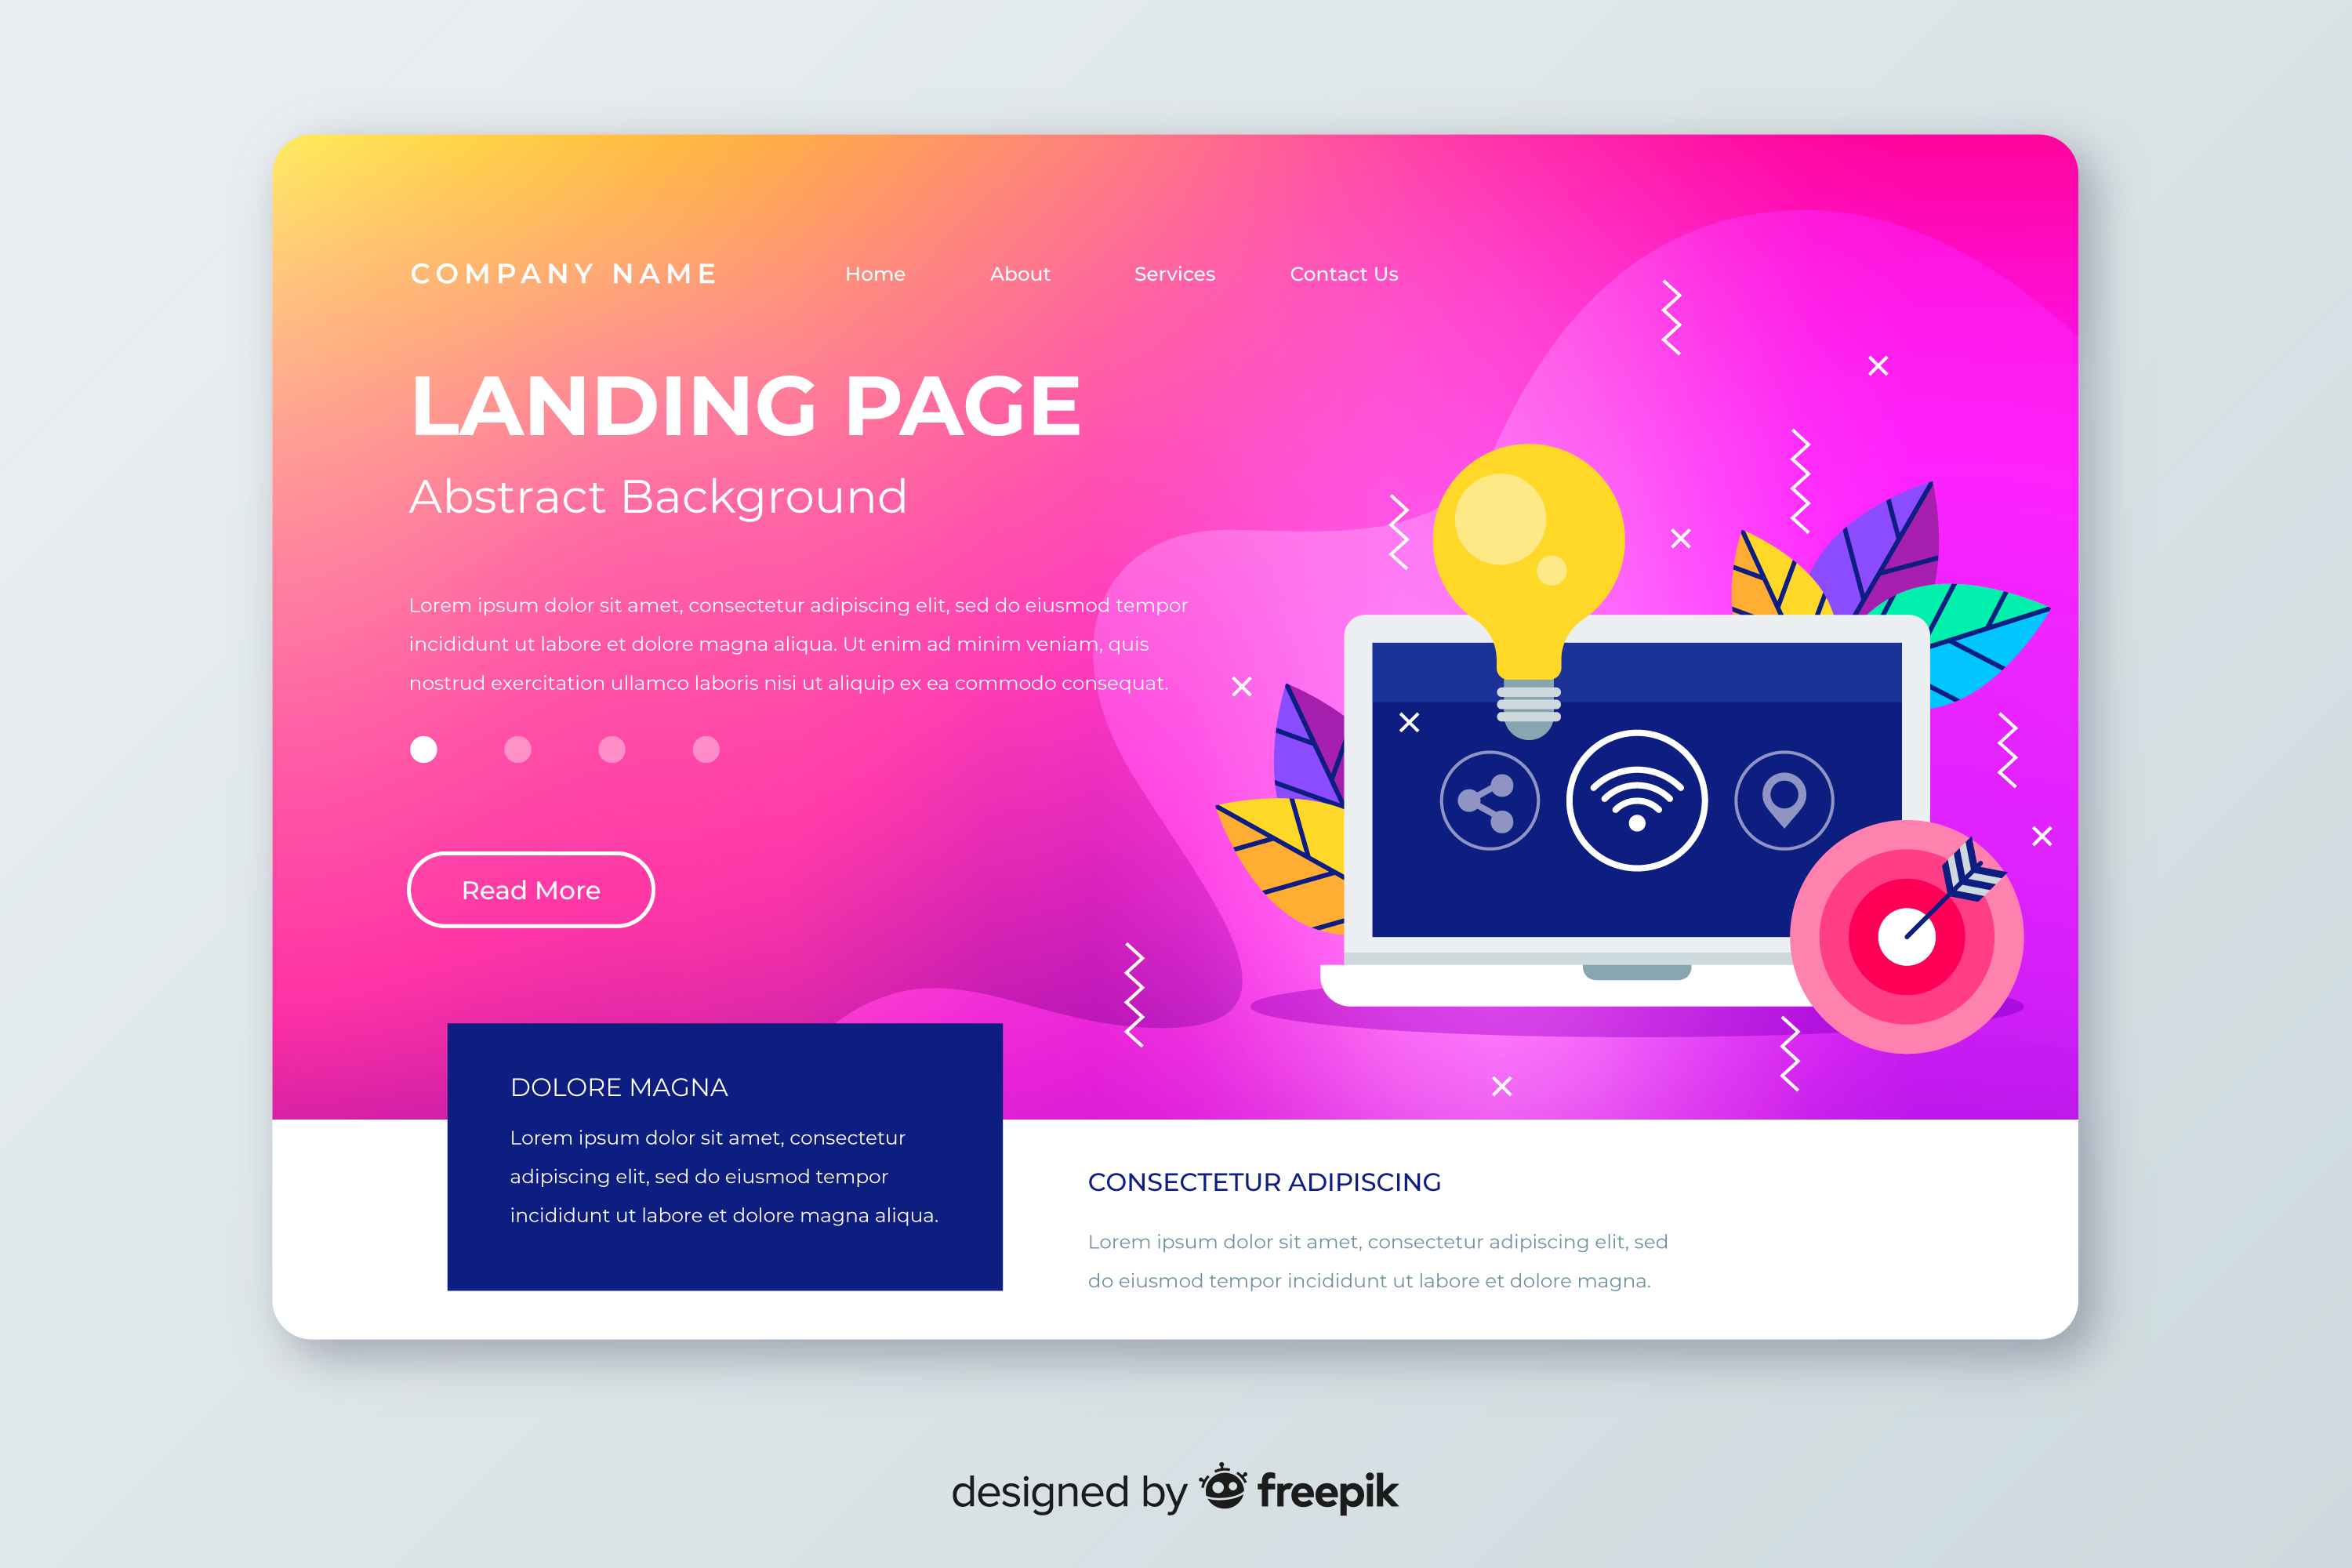 COMPANY NAME
Home
About
Services
Contact Us
LANDING PAGE
Abstract Background
Lorem ipsum dolor sit amet, consectetur adipiscing elit, sed do eiusmod tempor
incididunt ut labore et dolore magna aliqua. Ut enim ad minim veniam, quis
nostrud exercitation ullamco laboris nisi ut aliquip ex ea commodo consequat.
Read More
DOLORE MAGNA
Lorem ipsum dolor sit amet, consectetur
adipiscing elit, sed do eiusmod tempor
incididunt ut labore et dolore magna aliqua.
CONSECTETUR ADIPISCING
Lorem ipsum dolor sit amet, consectetur adipiscing elit, sed
do eiusmod tempor incididunt ut labore et dolore magna.
designed by freepik